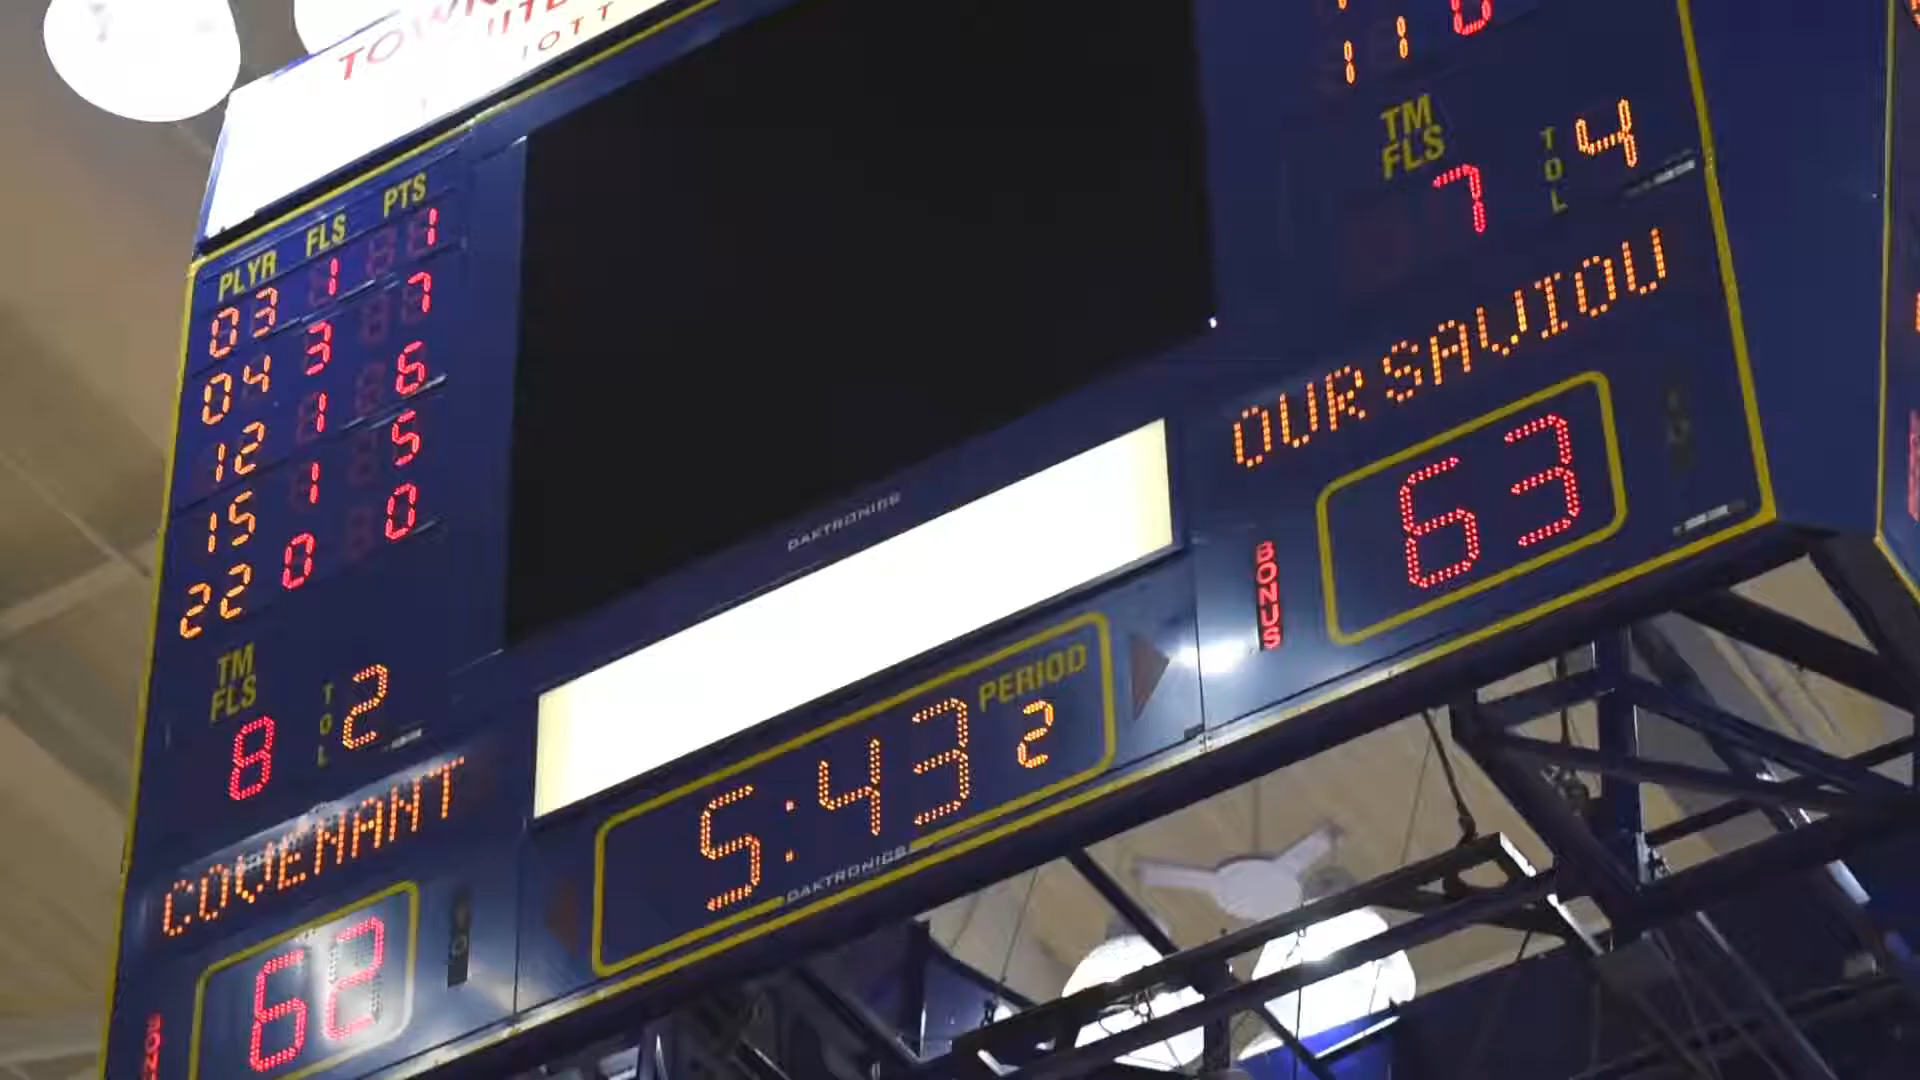 PLYR FLS PTS
03 1 1
04 3 7
12 1 6
15 1 5
22 0 0
TM FLS 8
TOL 2
COVENANT
62
DAKTRONICS
5:43
PERIOD 2
DAKTRONICS
11
TM FLS 7
TOL 4
OUR SAVIOU
63
BONUS